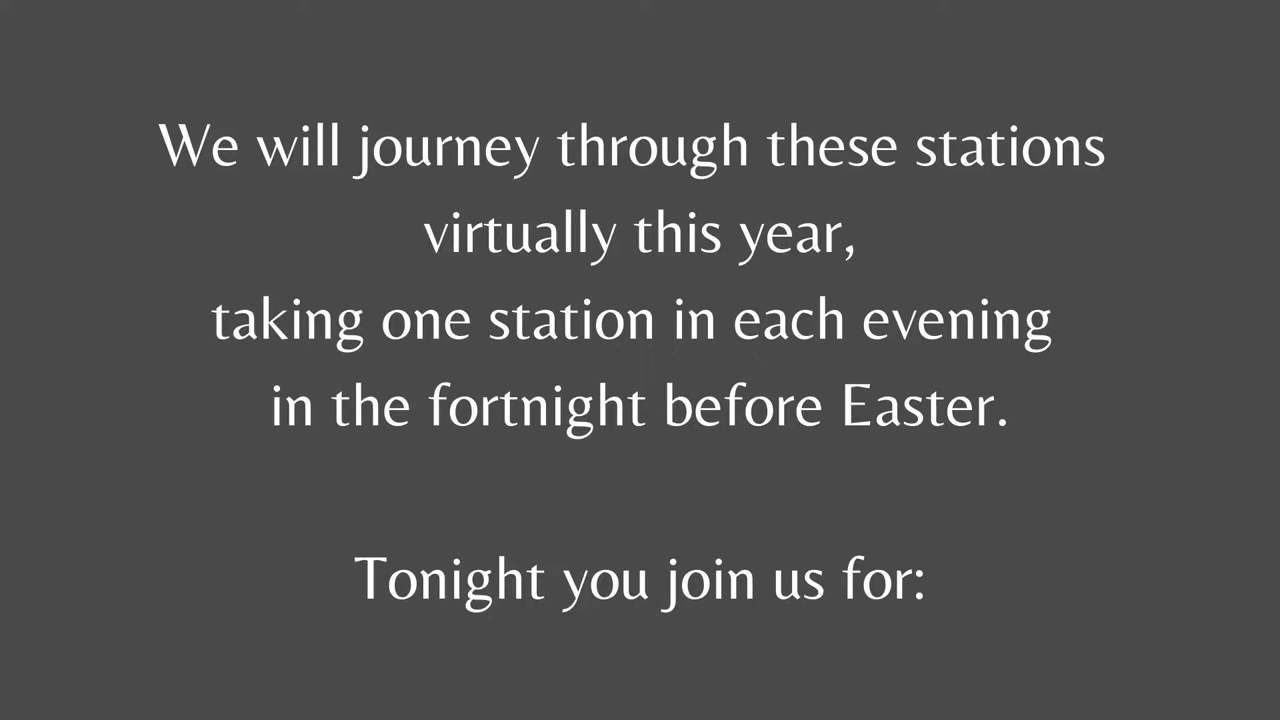 We will journey through these stations
virtually this year,
taking one station in each evening
in the fortnight before Easter.
Tonight you join us for: